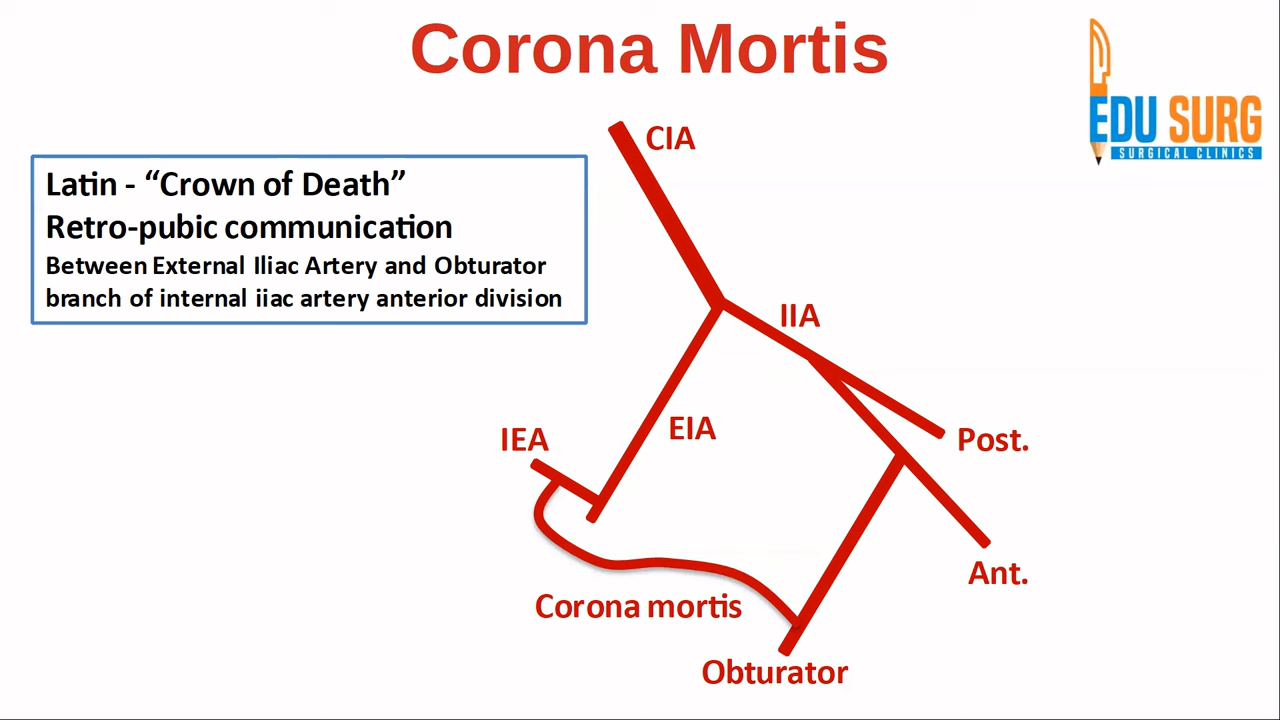 Corona Mortis
EDU SURG
SURGICAL CLINICS
CIA
Latin - “Crown of Death”
Retro-pubic communication
Between External Iliac Artery and Obturator
branch of internal iiac artery anterior division
IIA
EIA
IEA
Post.
Ant.
Corona mortis
Obturator